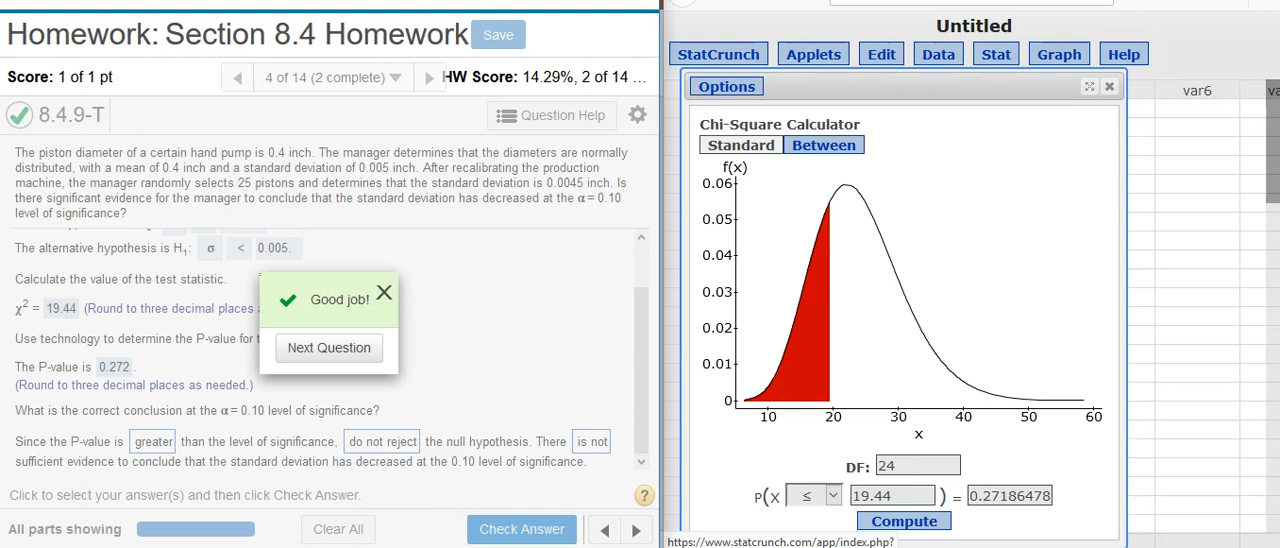 Homework: Section 8.4 Homework
Save
Score: 1 of 1 pt
4 of 14 (2 complete)
HW Score: 14.29%, 2 of 14 ...
8.4.9-T
Question Help
The piston diameter of a certain hand pump is 0.4 inch. The manager determines that the diameters are normally
distributed, with a mean of 0.4 inch and a standard deviation of 0.005 inch. After recalibrating the production
machine, the manager randomly selects 25 pistons and determines that the standard deviation is 0.0045 inch. Is
there significant evidence for the manager to conclude that the standard deviation has decreased at the α = 0.10
level of significance?
The alternative hypothesis is H₁: σ < 0.005.
Calculate the value of the test statistic.
χ² = 19.44 (Round to three decimal places
Use technology to determine the P-value for
The P-value is 0.272.
(Round to three decimal places as needed.)
What is the correct conclusion at the α = 0.10 level of significance?
Since the P-value is greater than the level of significance, do not reject the null hypothesis. There is not
sufficient evidence to conclude that the standard deviation has decreased at the 0.10 level of significance.
Good job!
Next Question
Click to select your answer(s) and then click Check Answer.
?
All parts showing
Clear All
Check Answer
Untitled
StatCrunch Applets Edit Data Stat Graph Help
var6
va
Options
Chi-Square Calculator
Standard Between
f(x)
0.06
0.05
0.04
0.03
0.02
0.01
0
10 20 30 40 50 60
x
DF: 24
P(X ≤ 19.44 ) = 0.27186478
Compute
https://www.statcrunch.com/app/index.php?